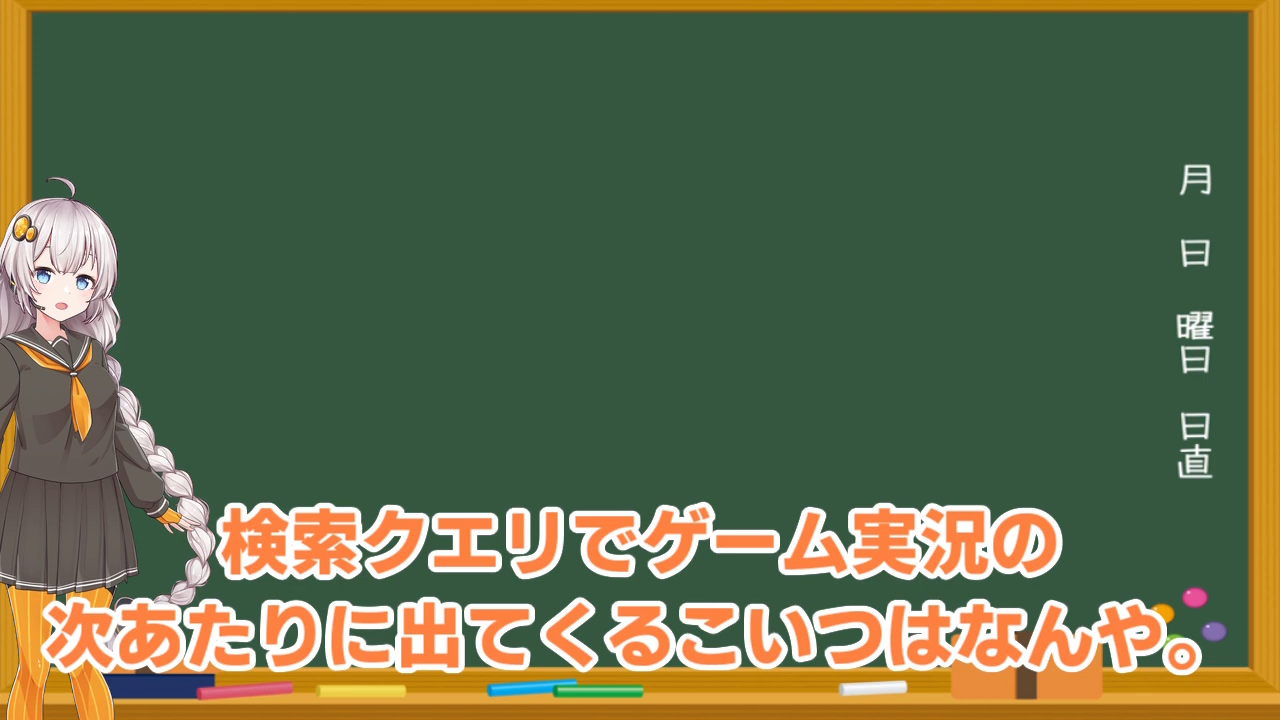 月
日
曜日
日直
検索クエリでゲーム実況の
次あたりに出てくるこいつはなんや。